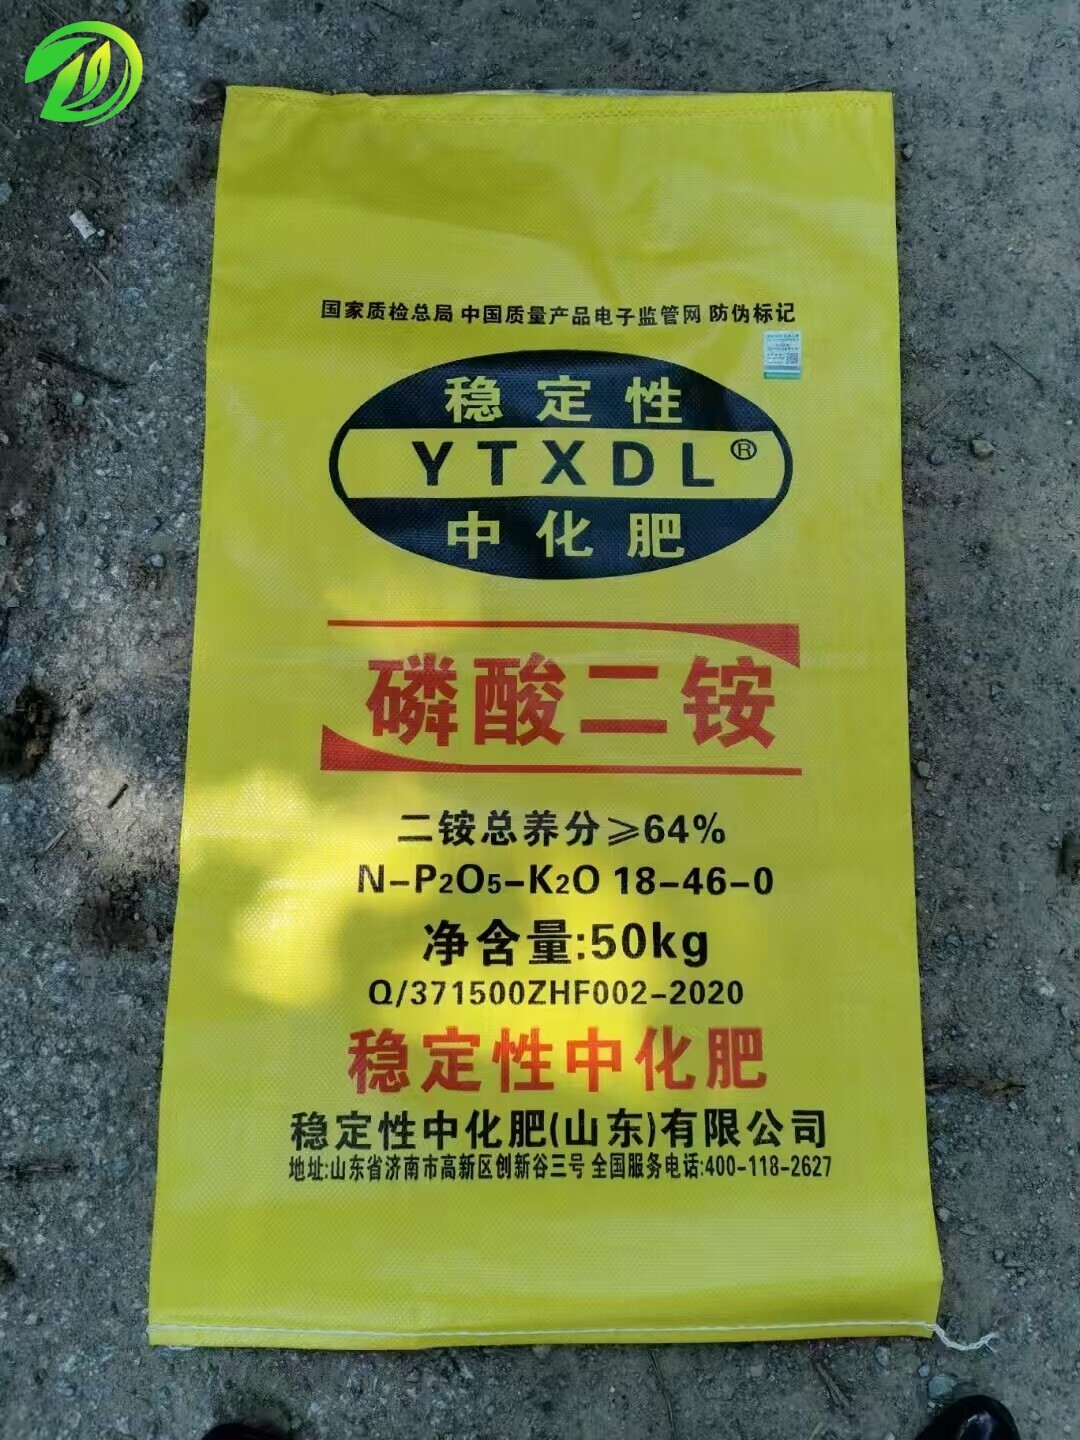 国家质检总局 中国质量产品电子监管网 防伪标记
稳定性
YTXDL®
中化肥
磷酸二铵
二铵总养分≥64%
N-P2O5-K2O 18-46-0
净含量:50kg
Q/371500ZHF002-2020
稳定性中化肥
稳定性中化肥(山东)有限公司
地址:山东省济南市高新区创新谷三号 全国服务电话:400-118-2627